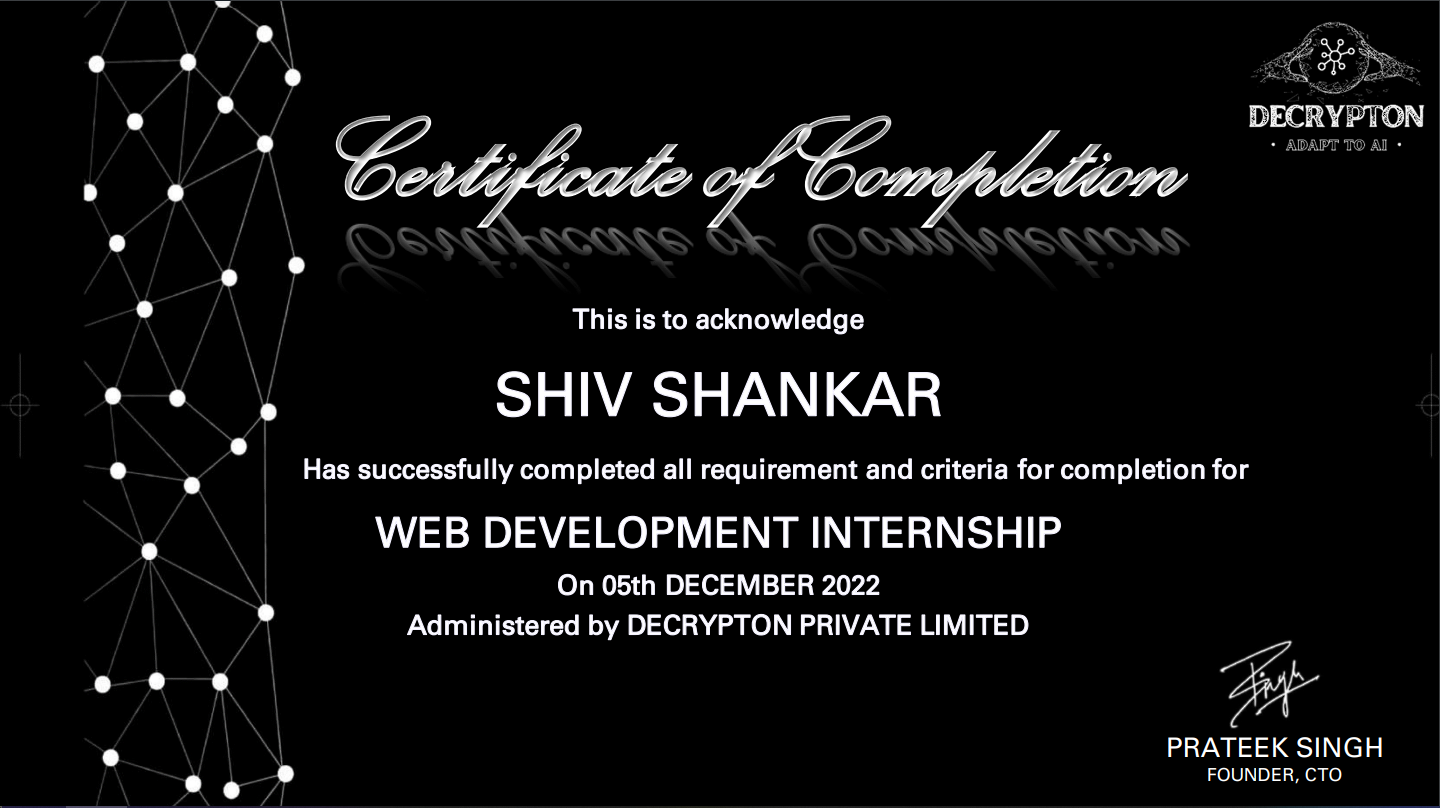 DECRYPTON
• ADAPT TO AI •
Certificate of Completion
This is to acknowledge
SHIV SHANKAR
Has successfully completed all requirement and criteria for completion for
WEB DEVELOPMENT INTERNSHIP
On 05th DECEMBER 2022
Administered by DECRYPTON PRIVATE LIMITED
Singh
PRATEEK SINGH
FOUNDER, CTO